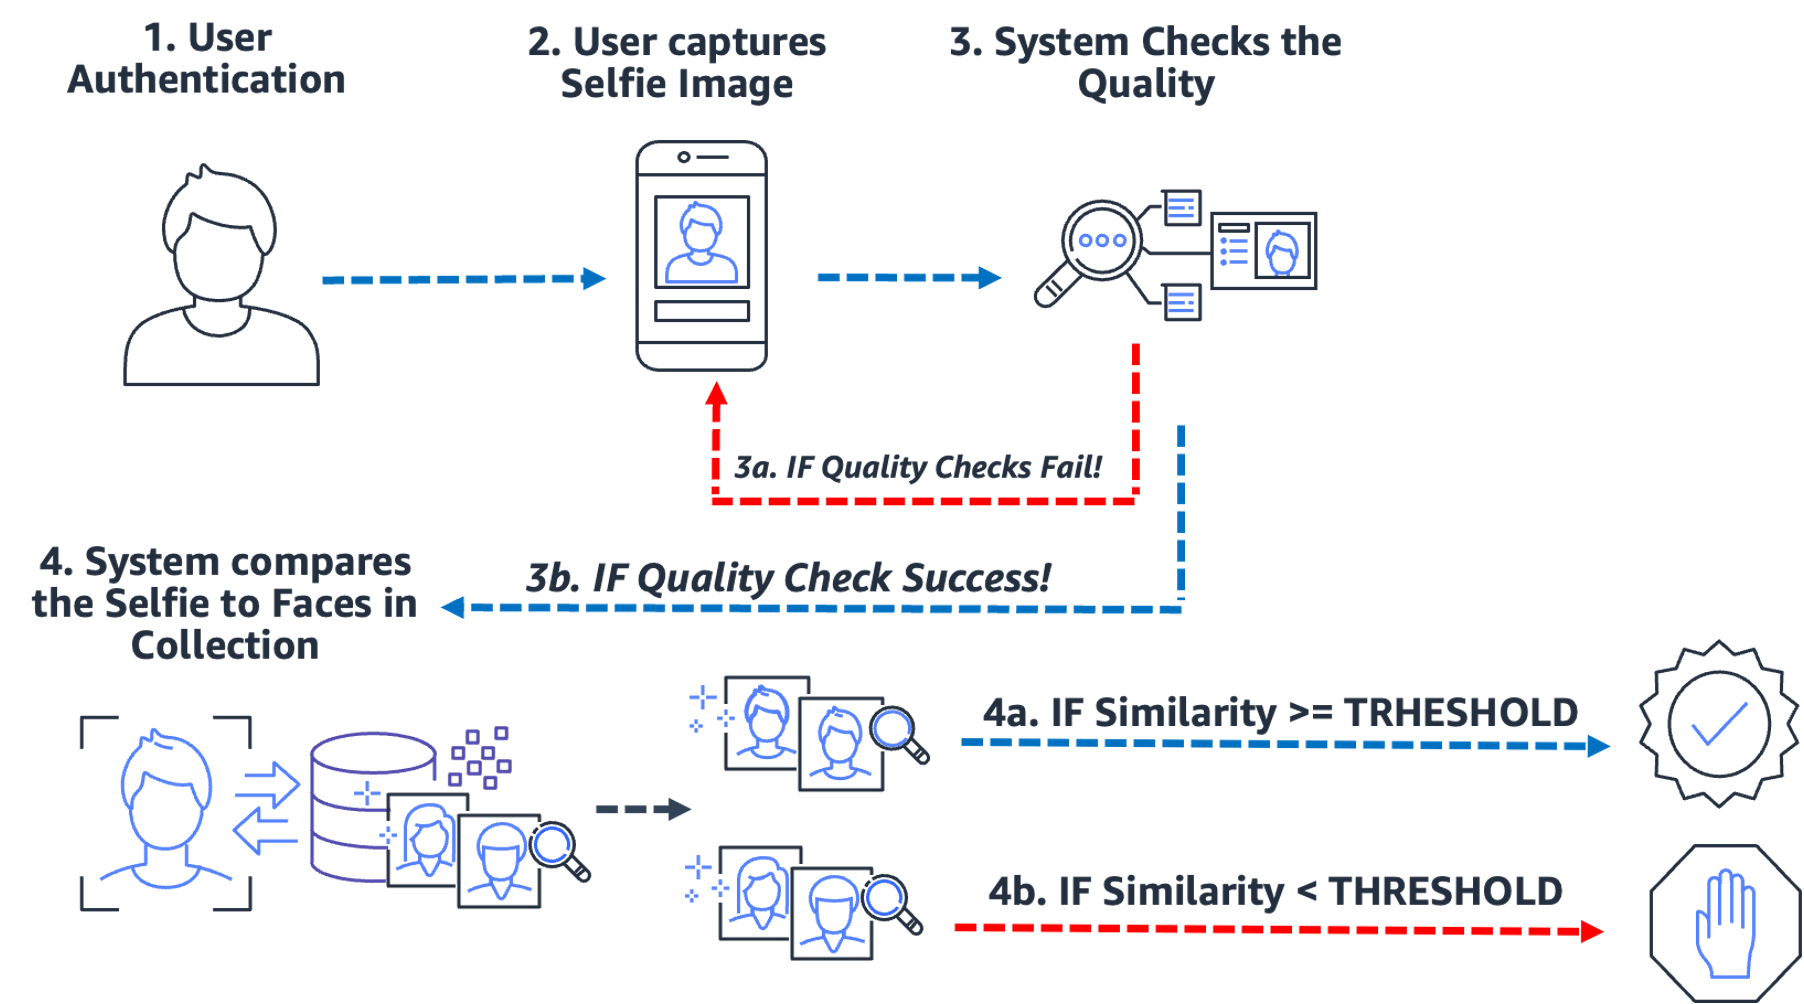 1. User
Authentication
2. User captures
Selfie Image
3. System Checks the
Quality
3a. IF Quality Checks Fail!
3b. IF Quality Check Success!
4. System compares
the Selfie to Faces in
Collection
4a. IF Similarity >= TRHESHOLD
4b. IF Similarity < THRESHOLD